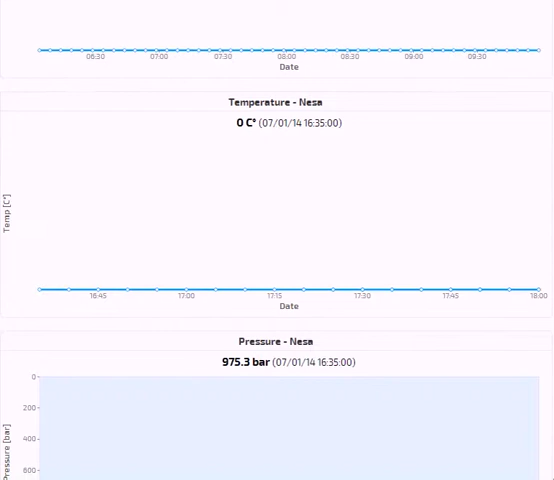 06:30 07:00 07:30 08:00 08:30 09:00 09:30
Date
Temperature - Nesa
0 C° (07/01/14 16:35:00)
Temp [C°]
16:45 17:00 17:15 17:30 17:45 18:00
Date
Pressure - Nesa
975.3 bar (07/01/14 16:35:00)
Pressure [bar]
0
200
400
600